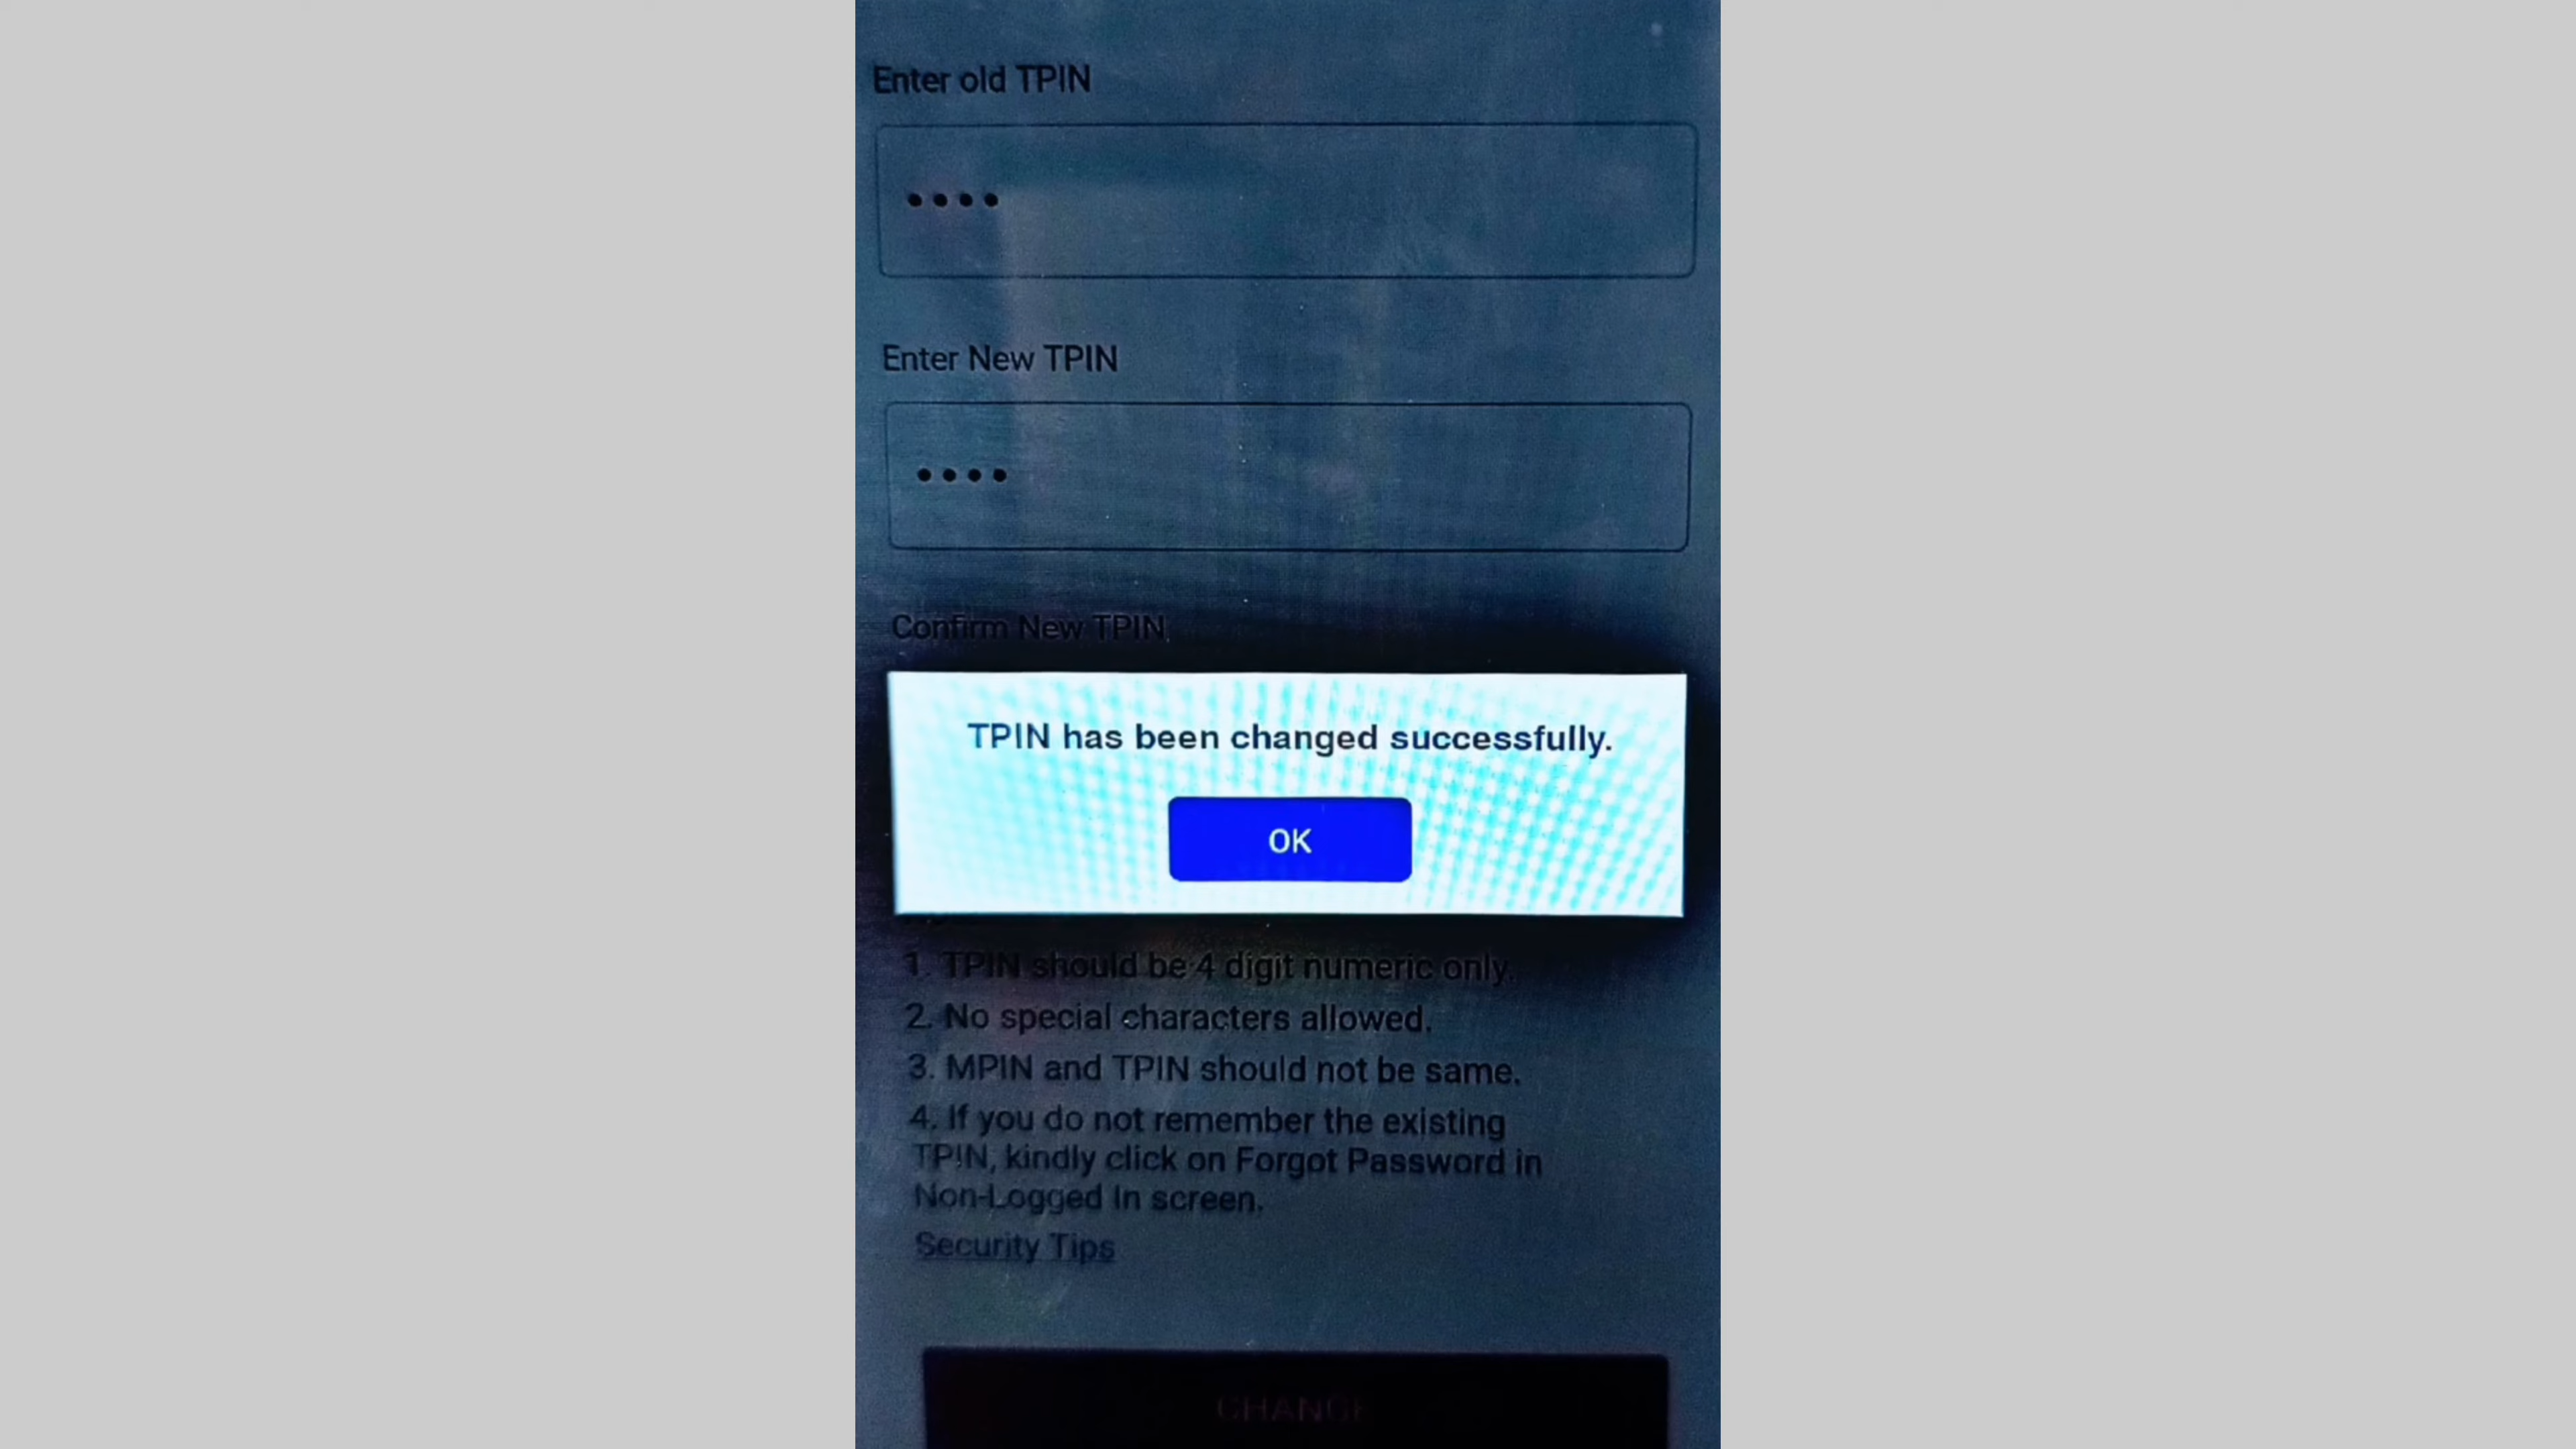 Enter old TPIN
••••
Enter New TPIN
••••
Confirm New TPIN
TPIN has been changed successfully.
OK
1. TPIN should be 4 digit numeric only.
2. No special characters allowed.
3. MPIN and TPIN should not be same.
4. If you do not remember the existing
TPIN, kindly click on Forgot Password in
Non-Logged In screen.
Security Tips
CHANGE